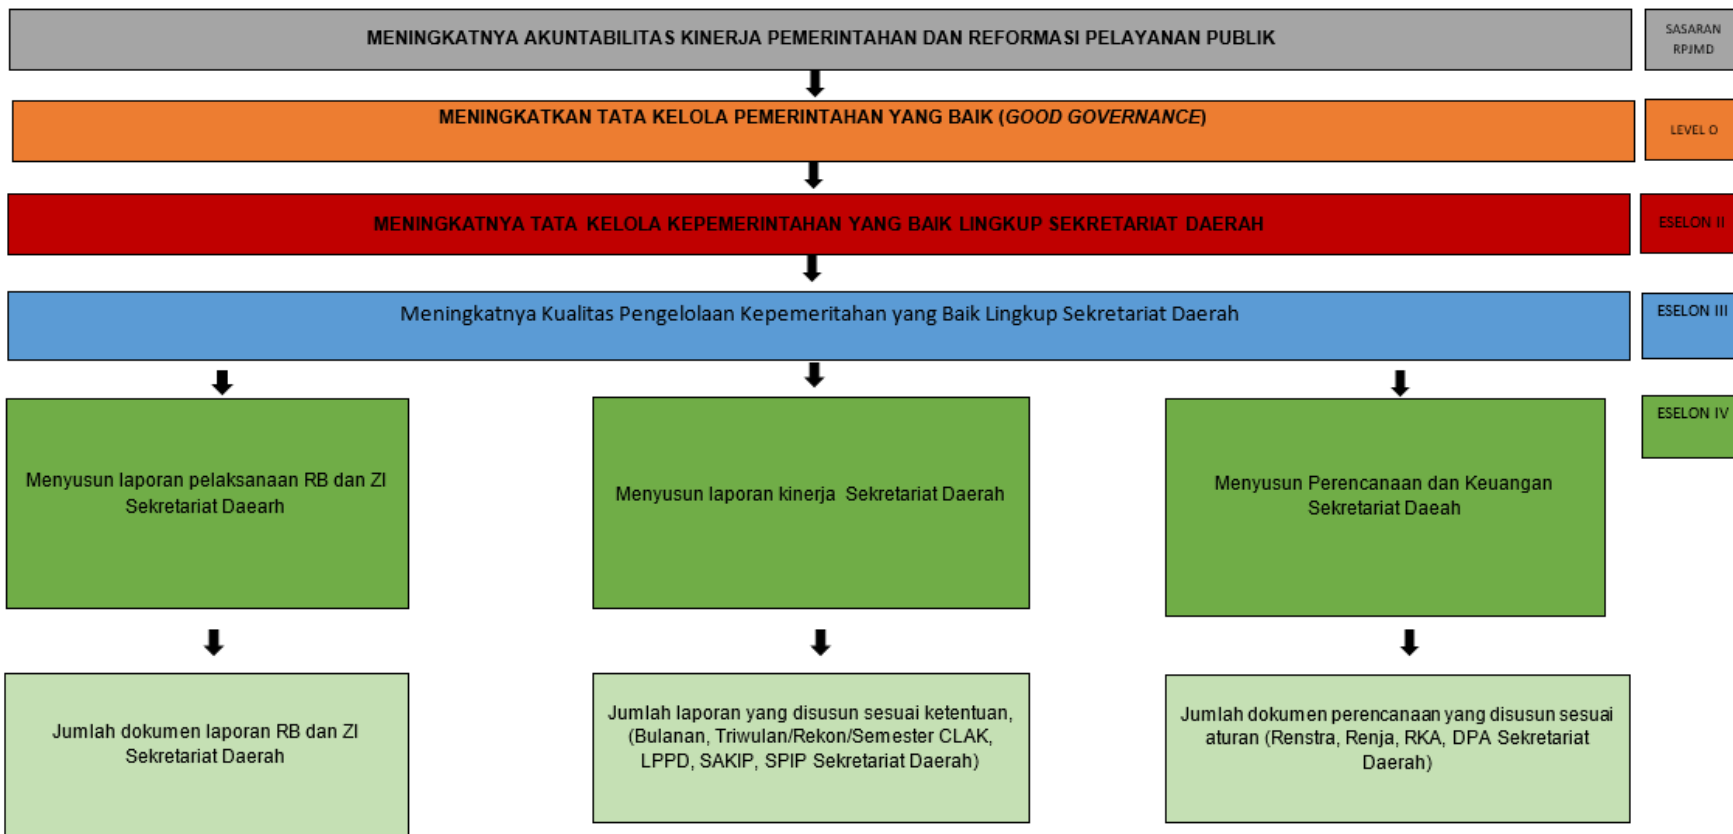 MENINGKATNYA AKUNTABILITAS KINERJA PEMERINTAHAN DAN REFORMASI PELAYANAN PUBLIK
SASARAN
RPJMD
MENINGKATKAN TATA KELOLA PEMERINTAHAN YANG BAIK (GOOD GOVERNANCE)
LEVEL O
MENINGKATNYA TATA KELOLA KEPEMERINTAHAN YANG BAIK LINGKUP SEKRETARIAT DAERAH
ESELON II
Meningkatnya Kualitas Pengelolaan Kepemeritahan yang Baik Lingkup Sekretariat Daerah
ESELON III
ESELON IV
Menyusun laporan pelaksanaan RB dan ZI
Sekretariat Daearh
Menyusun laporan kinerja Sekretariat Daerah
Menyusun Perencanaan dan Keuangan
Sekretariat Daeah
Jumlah dokumen laporan RB dan ZI
Sekretariat Daerah
Jumlah laporan yang disusun sesuai ketentuan,
(Bulanan, Triwulan/Rekon/Semester CLAK,
LPPD, SAKIP, SPIP Sekretariat Daerah)
Jumlah dokumen perencanaan yang disusun sesuai
aturan (Renstra, Renja, RKA, DPA Sekretariat
Daerah)